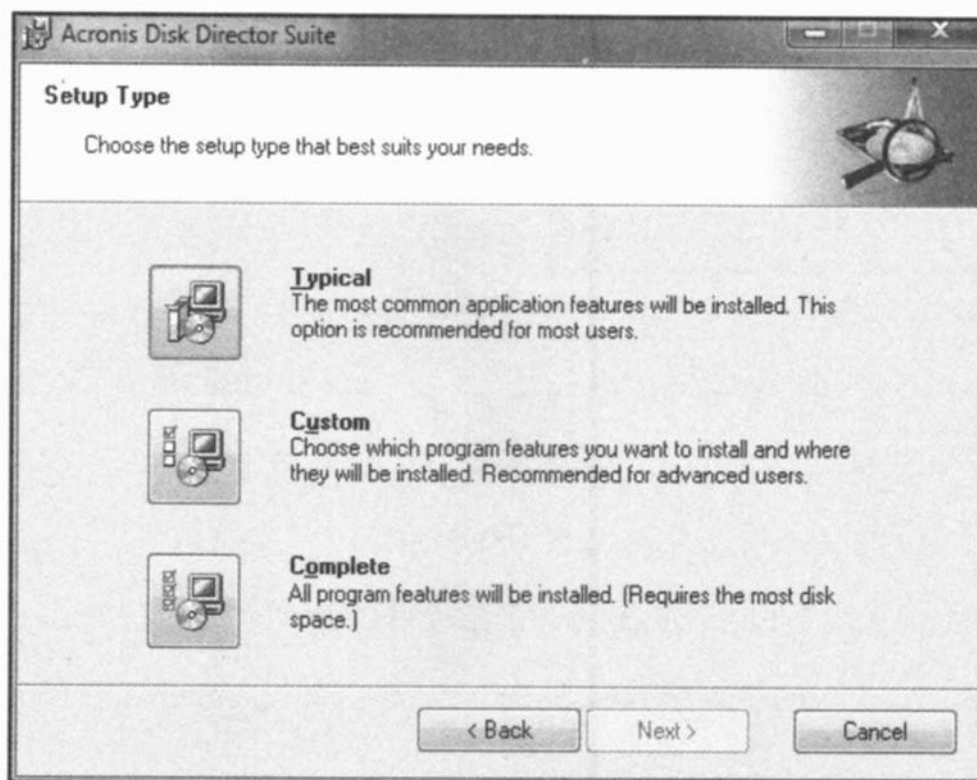 Acronis Disk Director Suite
Setup Type
Choose the setup type that best suits your needs.
Typical
The most common application features will be installed. This
option is recommended for most users.
Custom
Choose which program features you want to install and where
they will be installed. Recommended for advanced users.
Complete
All program features will be installed. (Requires the most disk
space.)
< Back
Next >
Cancel